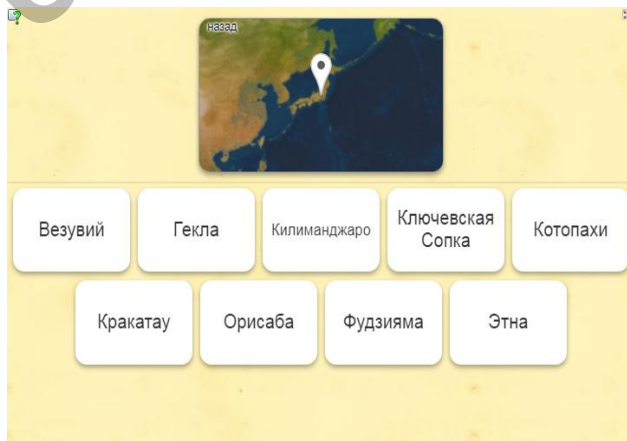 назад
Везувий
Гекла
Килиманджаро
Ключевская
Сопка
Котопахи
Кракатау
Орисаба
Фудзияма
Этна